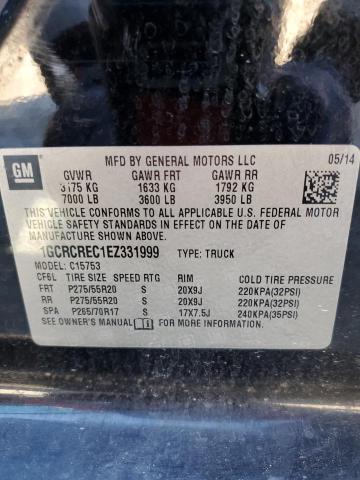 GM
MFD BY GENERAL MOTORS LLC 05/14
GVWR GAWR FRT GAWR RR
3175 KG 1633 KG 1792 KG
7000 LB 3600 LB 3950 LB
THIS VEHICLE CONFORMS TO ALL APPLICABLE U.S. FEDERAL MOTOR
VEHICLE SAFETY STANDARDS IN EFFECT ON THE DATE OF
MANUFACTURE SHOWN ABOVE.
1GCRCREC1EZ331999 TYPE: TRUCK
MODEL: C15753
CF6L TIRE SIZE SPEED RTG RIM COLD TIRE PRESSURE
FRT P275/55R20 S 20X9J 220KPA(32PSI)
RR P275/55R20 S 20X9J 220KPA(32PSI)
SPA P265/70R17 S 17X7.5J 240KPA(35PSI)
SEE OWNER'S MANUAL FOR ADDITIONAL INFORMATION.